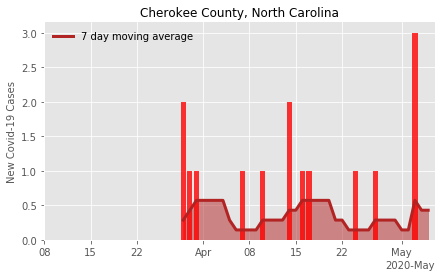 Cherokee County, North Carolina
7 day moving average
New Covid-19 Cases
3.0
2.5
2.0
1.5
1.0
0.5
0.0
08 15 22 Apr 08 15 22 May
2020-May